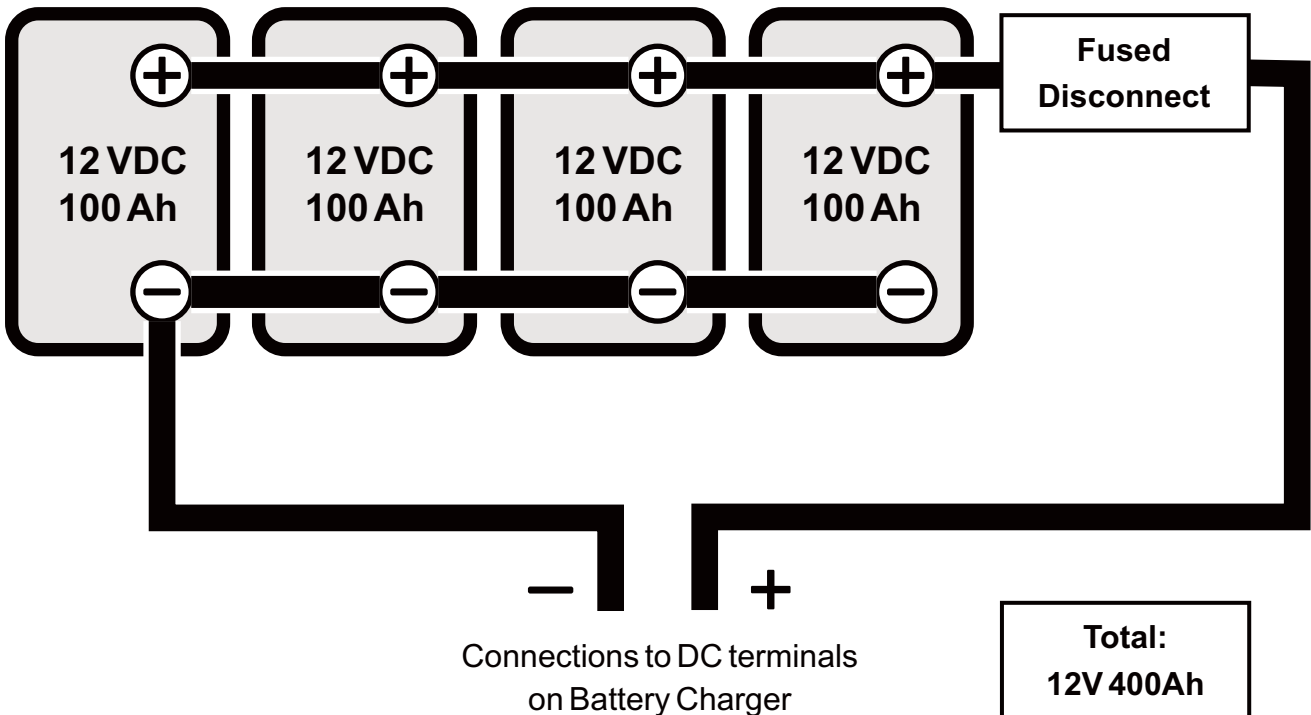 Fused
Disconnect
+
+
+
+
12 VDC
100 Ah
12 VDC
100 Ah
12 VDC
100 Ah
12 VDC
100 Ah
−
−
−
−
− +
Connections to DC terminals
on Battery Charger
Total:
12V 400Ah